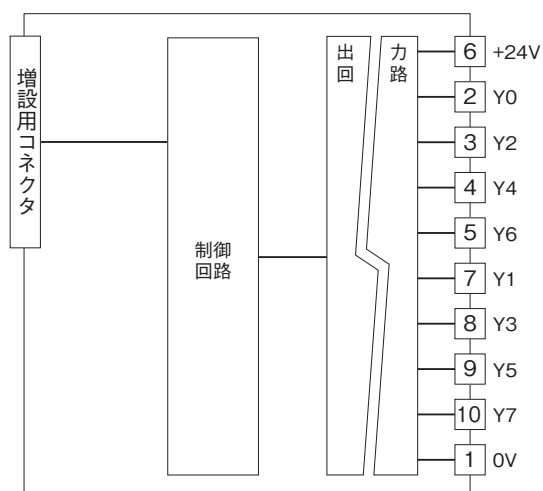 増設用コネクタ
制御
回路
出力
回路
6 +24V
2 Y0
3 Y2
4 Y4
5 Y6
7 Y1
8 Y3
9 Y5
10 Y7
1 0V